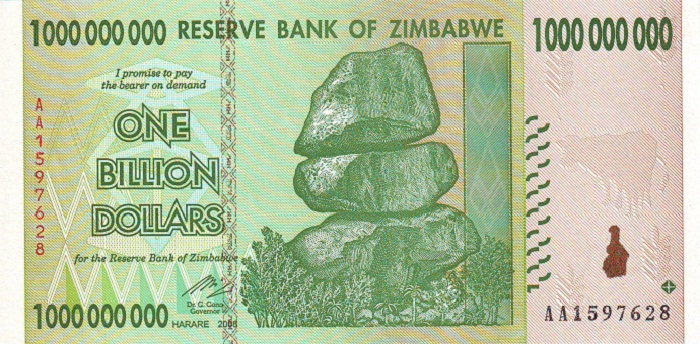 1000 000 000 RESERVE BANK OF ZIMBABWE 1000 000 000
I promise to pay
the bearer on demand
AA1597628
ONE
BILLION
DOLLARS
for the Reserve Bank of Zimbabwe
Dr. G. Gono
Governor
1000 000 000 HARARE 2008
AA1597628